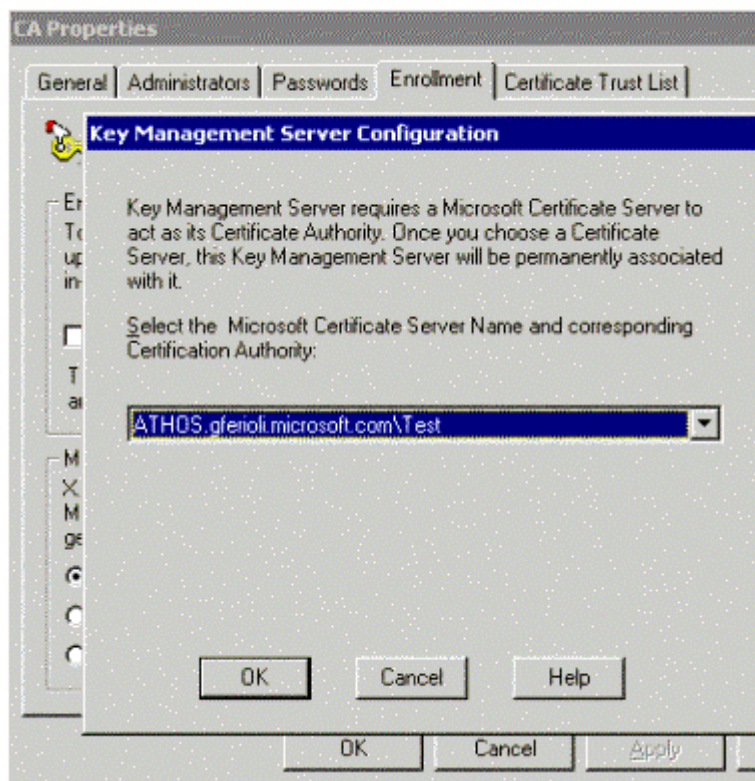 CA Properties
General Administrators Passwords Enrollment Certificate Trust List
Key Management Server Configuration
Key Management Server requires a Microsoft Certificate Server to
act as its Certificate Authority. Once you choose a Certificate
Server, this Key Management Server will be permanently associated
with it.
Select the Microsoft Certificate Server Name and corresponding
Certification Authority:
ATHOS.gferioli.microsoft.com\Test
OK Cancel Help
OK Cancel Apply